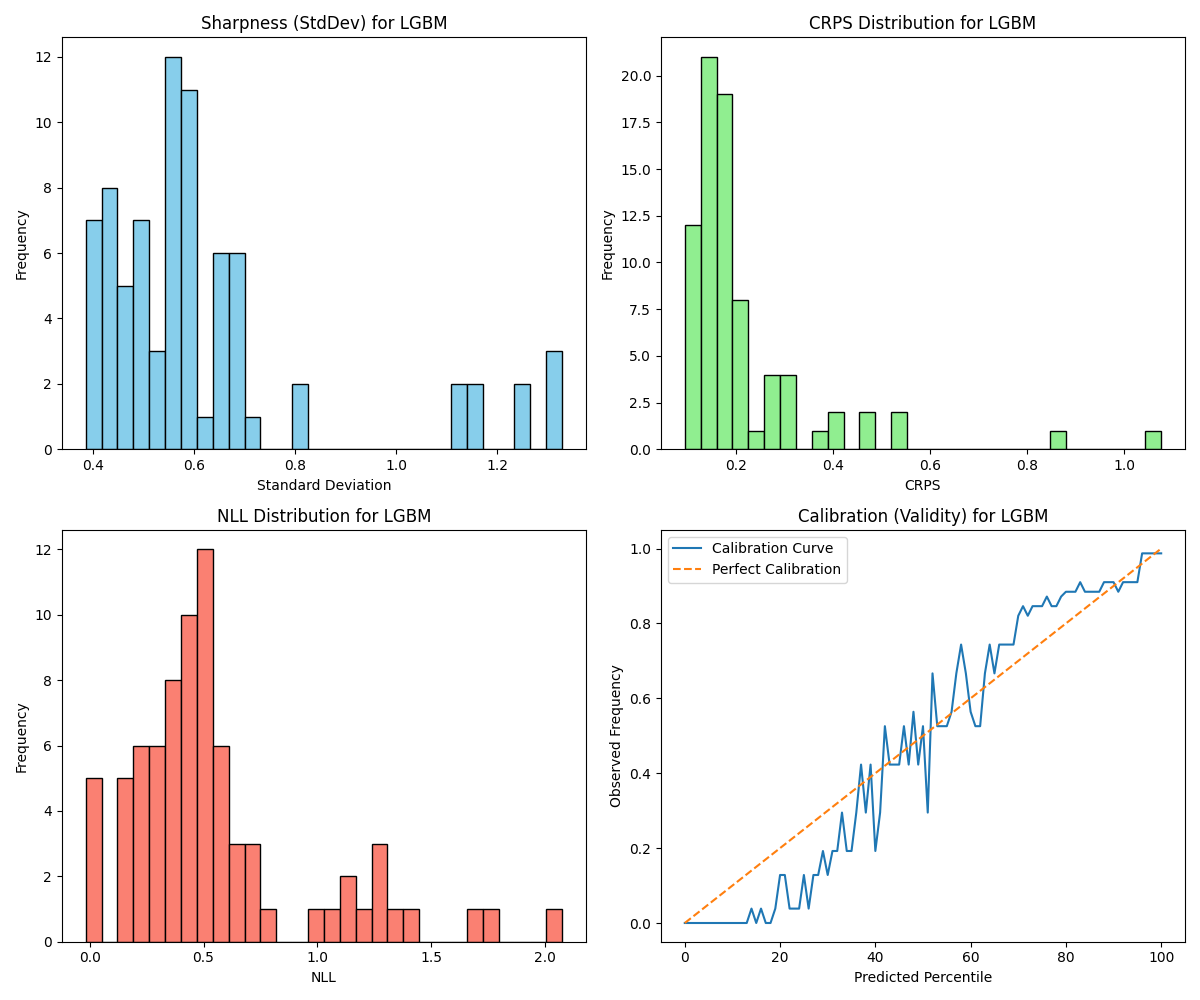 Sharpness (StdDev) for LGBM
12
10
8
6
4
2
0
Frequency
0.4 0.6 0.8 1.0 1.2
Standard Deviation
CRPS Distribution for LGBM
20.0
17.5
15.0
12.5
10.0
7.5
5.0
2.5
0.0
Frequency
0.2 0.4 0.6 0.8 1.0
CRPS
NLL Distribution for LGBM
12
10
8
6
4
2
0
Frequency
0.0 0.5 1.0 1.5 2.0
NLL
Calibration (Validity) for LGBM
Calibration Curve
Perfect Calibration
1.0
0.8
0.6
0.4
0.2
0.0
Observed Frequency
0 20 40 60 80 100
Predicted Percentile